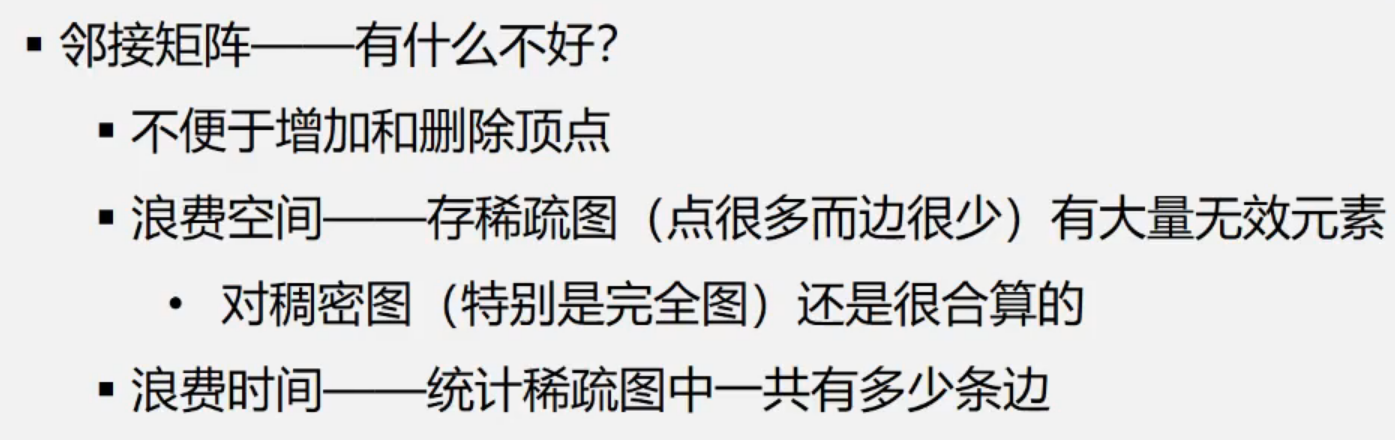 ▪ 邻接矩阵——有什么不好？
▪ 不便于增加和删除顶点
▪ 浪费空间——存稀疏图（点很多而边很少）有大量无效元素
• 对稠密图（特别是完全图）还是很合算的
▪ 浪费时间——统计稀疏图中一共有多少条边